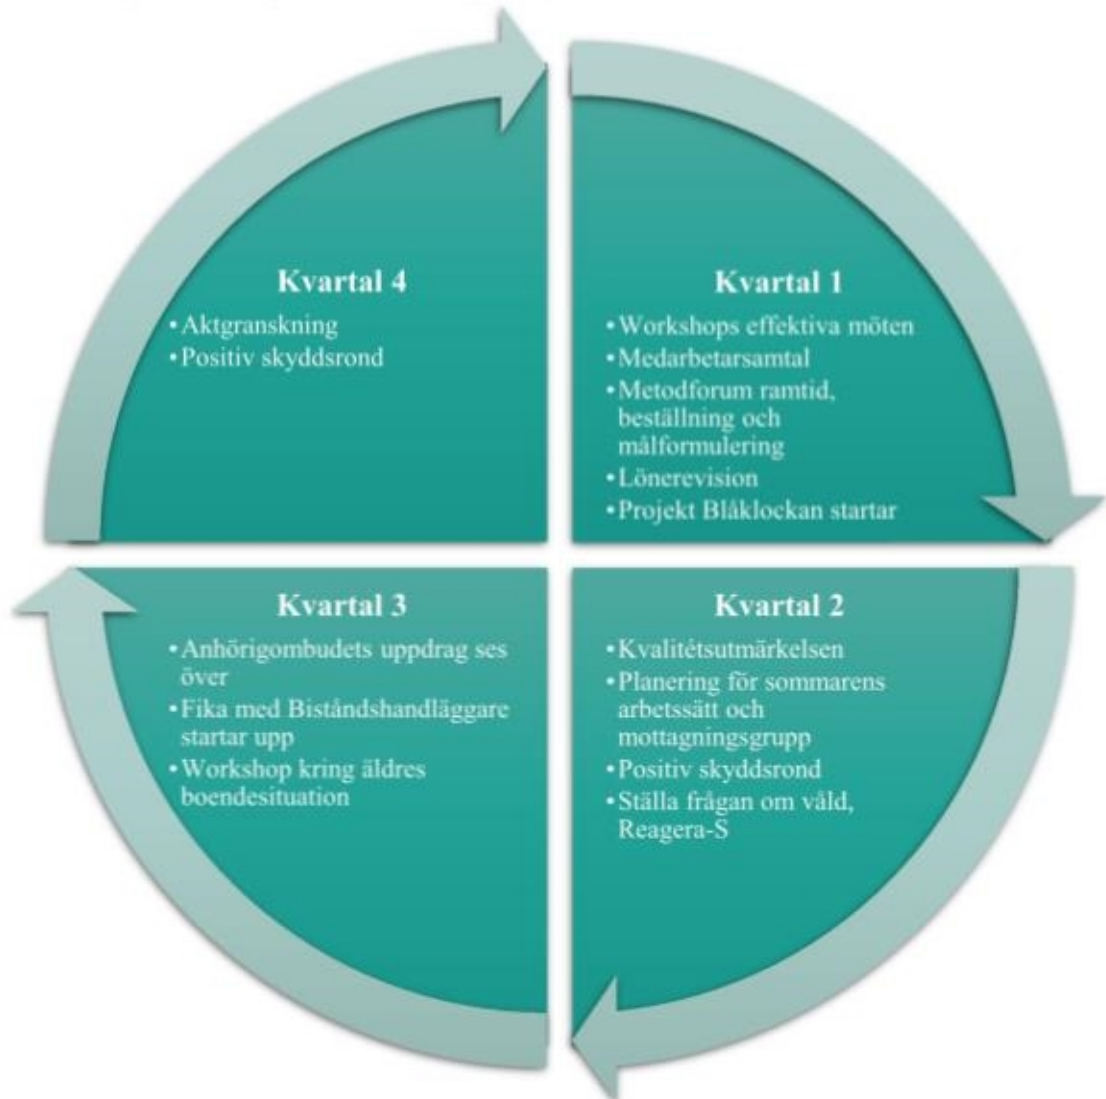 Kvartal 4
•Aktgranskning
•Positiv skyddsrond
Kvartal 1
•Workshops effektiva möten
•Medarbetarsamtal
•Metodforum ramtid,
beställning och
målformulering
•Lönerevision
•Projekt Blåklockan startar
Kvartal 3
•Anhörigombudets uppdrag ses
över
•Fika med Biståndshandläggare
startar upp
•Workshop kring äldres
boendesituation
Kvartal 2
•Kvalitétsutmärkelsen
•Planering för sommarens
arbetssätt och
mottagningsgrupp
•Positiv skyddsrond
•Ställa frågan om våld,
Reagera-S